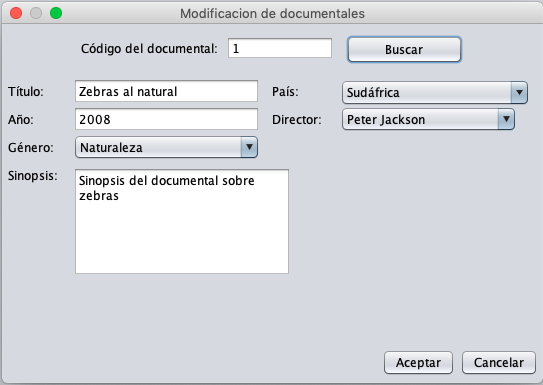 Modificacion de documentales
Código del documental: 1 Buscar
Título: Zebras al natural País: Sudáfrica
Año: 2008 Director: Peter Jackson
Género: Naturaleza
Sinopsis: Sinopsis del documental sobre
zebras
Aceptar Cancelar